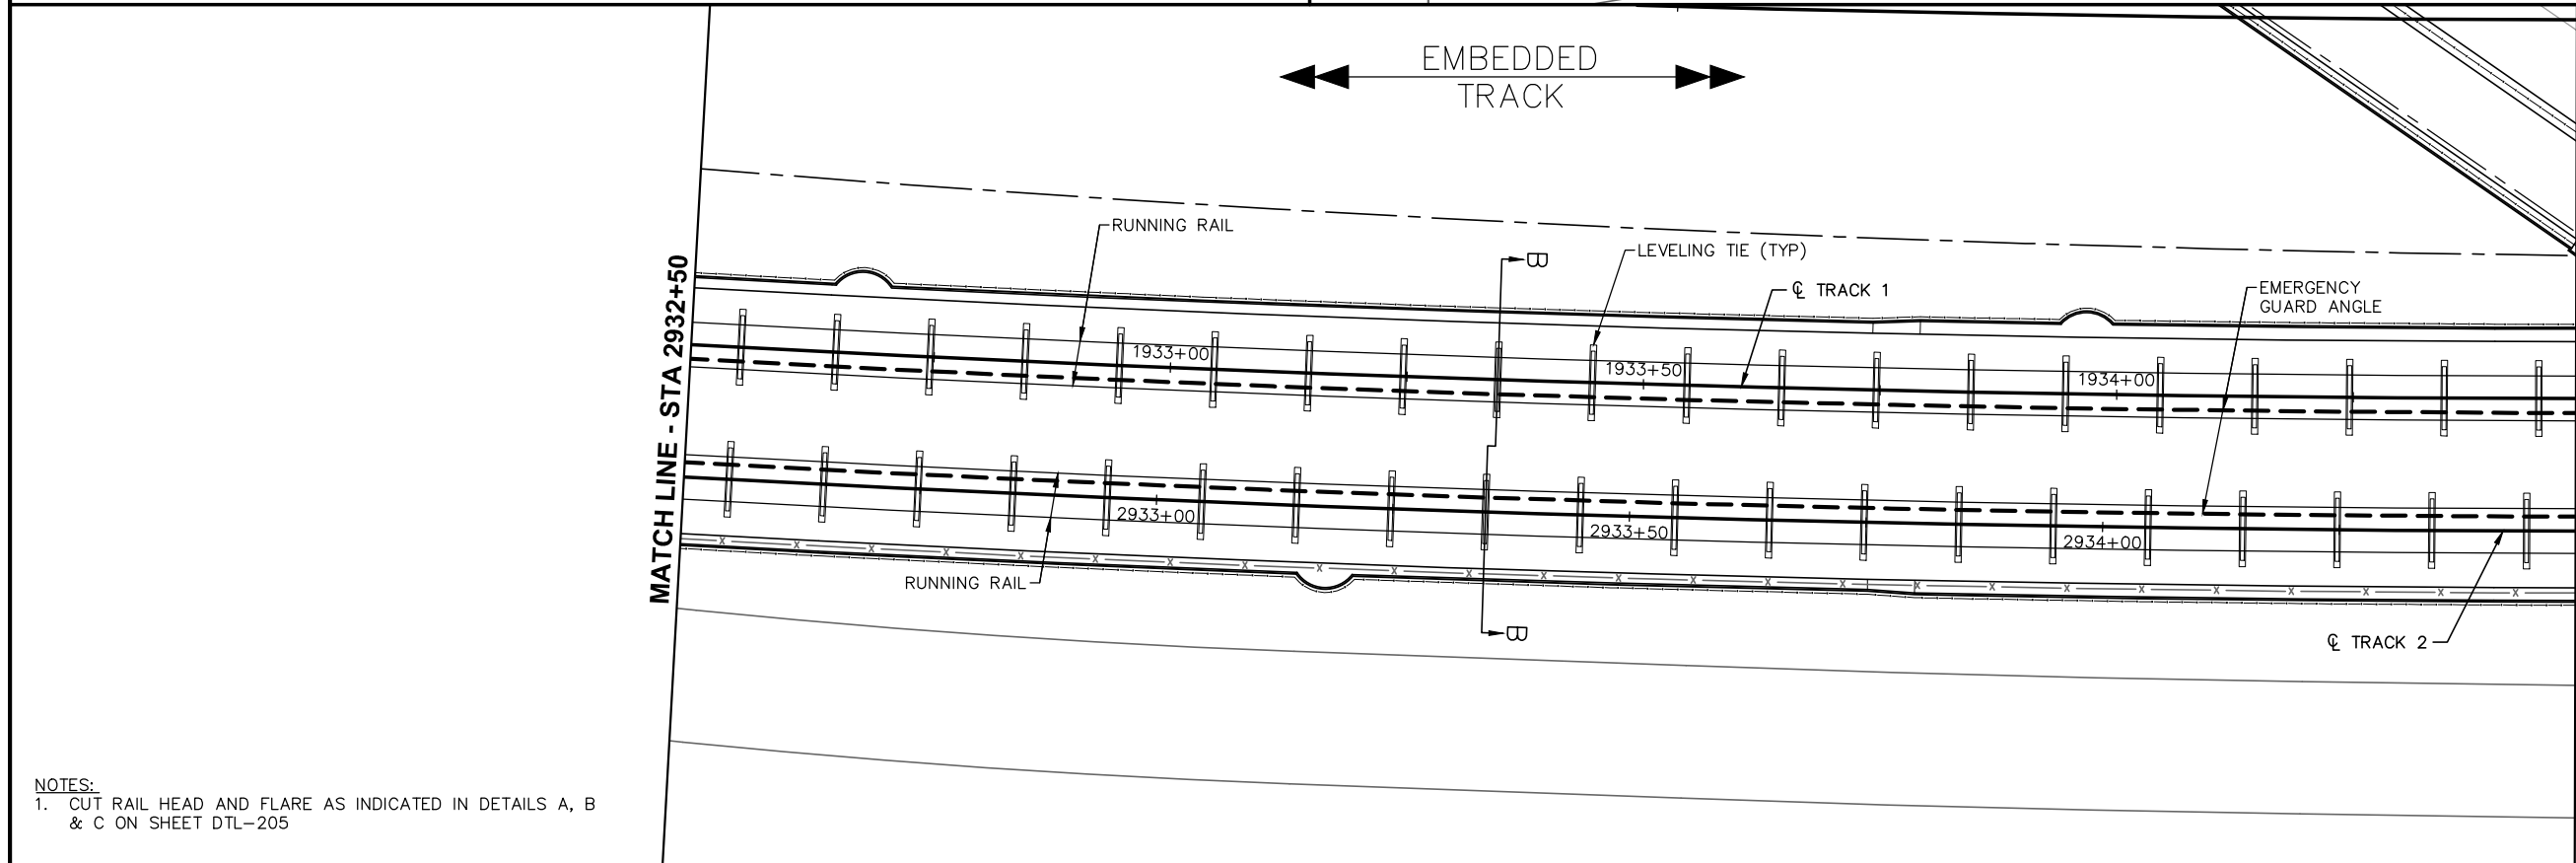 EMBEDDED
TRACK
RUNNING RAIL
LEVELING TIE (TYP)
B
℄ TRACK 1
EMERGENCY
GUARD ANGLE
MATCH LINE - STA 2932+50
1933+00
1933+50
1934+00
2933+00
2933+50
2934+00
RUNNING RAIL
B
℄ TRACK 2
NOTES:
1. CUT RAIL HEAD AND FLARE AS INDICATED IN DETAILS A, B
& C ON SHEET DTL-205